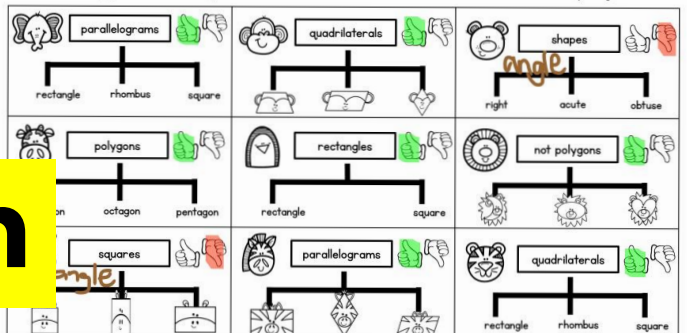 parallelograms
quadrilaterals
shapes
angle
rectangle rhombus square
right acute obtuse
polygons
rectangles
not polygons
n
on octagon pentagon
rectangle square
squares
angle
parallelograms
quadrilaterals
rectangle rhombus square